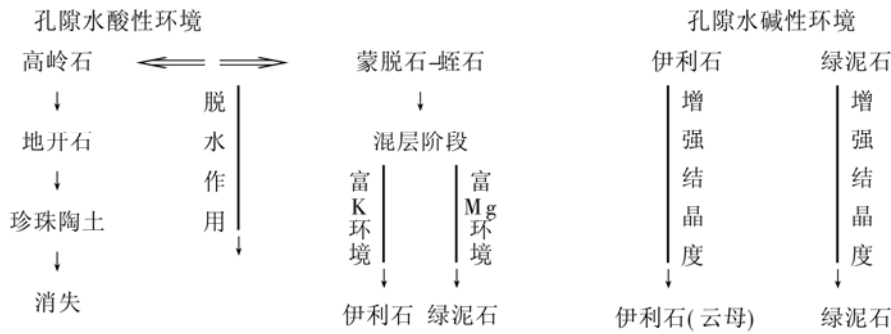 孔隙水酸性环境
孔隙水碱性环境
高岭石
蒙脱石-蛭石
伊利石
绿泥石
脱水作用
增强结晶度
增强结晶度
地开石
混层阶段
富K环境
富Mg环境
珍珠陶土
消失
伊利石
绿泥石
伊利石(云母)
绿泥石